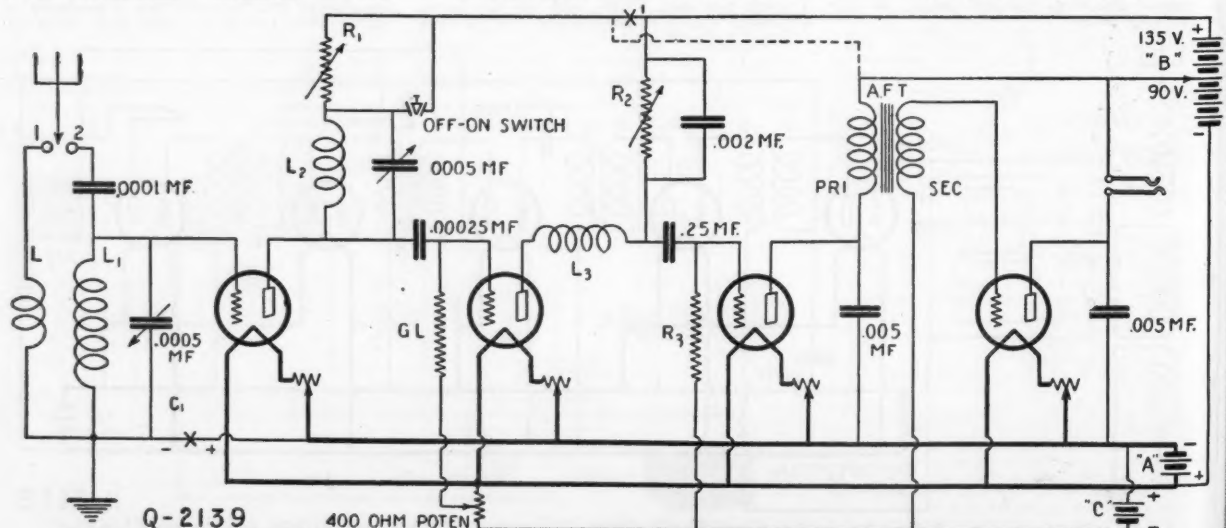 R1
135 V.
"B"
90 V.
+
-
1 2
.0001 MF.
OFF-ON SWITCH
L2
.0005 MF
R2
.002 MF.
A.F.T
PRI
SEC
.00025 MF.
L3
.25 MF.
L
L1
.0005 MF
C1
GL
R3
.005 MF
.005 MF.
- X +
X
-
"A"
+
+
"C"
-
400 OHM POTEN
Q-2139